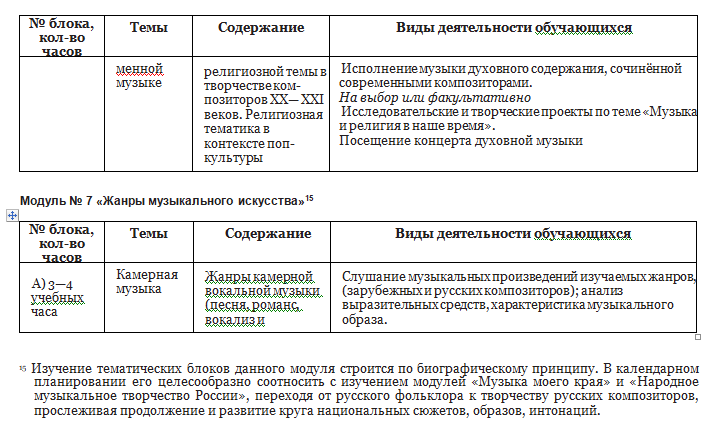 № блока,
кол-во
часов
Темы
Содержание
Виды деятельности обучающихся
менной
музыке
религиозной темы в
творчестве ком-
позиторов XX— XXI
веков. Религиозная
тематика в
контексте поп-
культуры
Исполнение музыки духовного содержания, сочинённой
современными композиторами.
На выбор или факультативно
Исследовательские и творческие проекты по теме «Музыка
и религия в наше время».
Посещение концерта духовной музыки
Модуль № 7 «Жанры музыкального искусства»15
№ блока,
кол-во
часов
Темы
Содержание
Виды деятельности обучающихся
А) 3—4
учебных
часа
Камерная
музыка
Жанры камерной
вокальной музыки
(песня, романс,
вокализ и
Слушание музыкальных произведений изучаемых жанров,
(зарубежных и русских композиторов); анализ
выразительных средств, характеристика музыкального
образа.
15 Изучение тематических блоков данного модуля строится по биографическому принципу. В календарном
планировании его целесообразно соотносить с изучением модулей «Музыка моего края» и «Народное
музыкальное творчество России», переходя от русского фольклора к творчеству русских композиторов,
прослеживая продолжение и развитие круга национальных сюжетов, образов, интонаций.